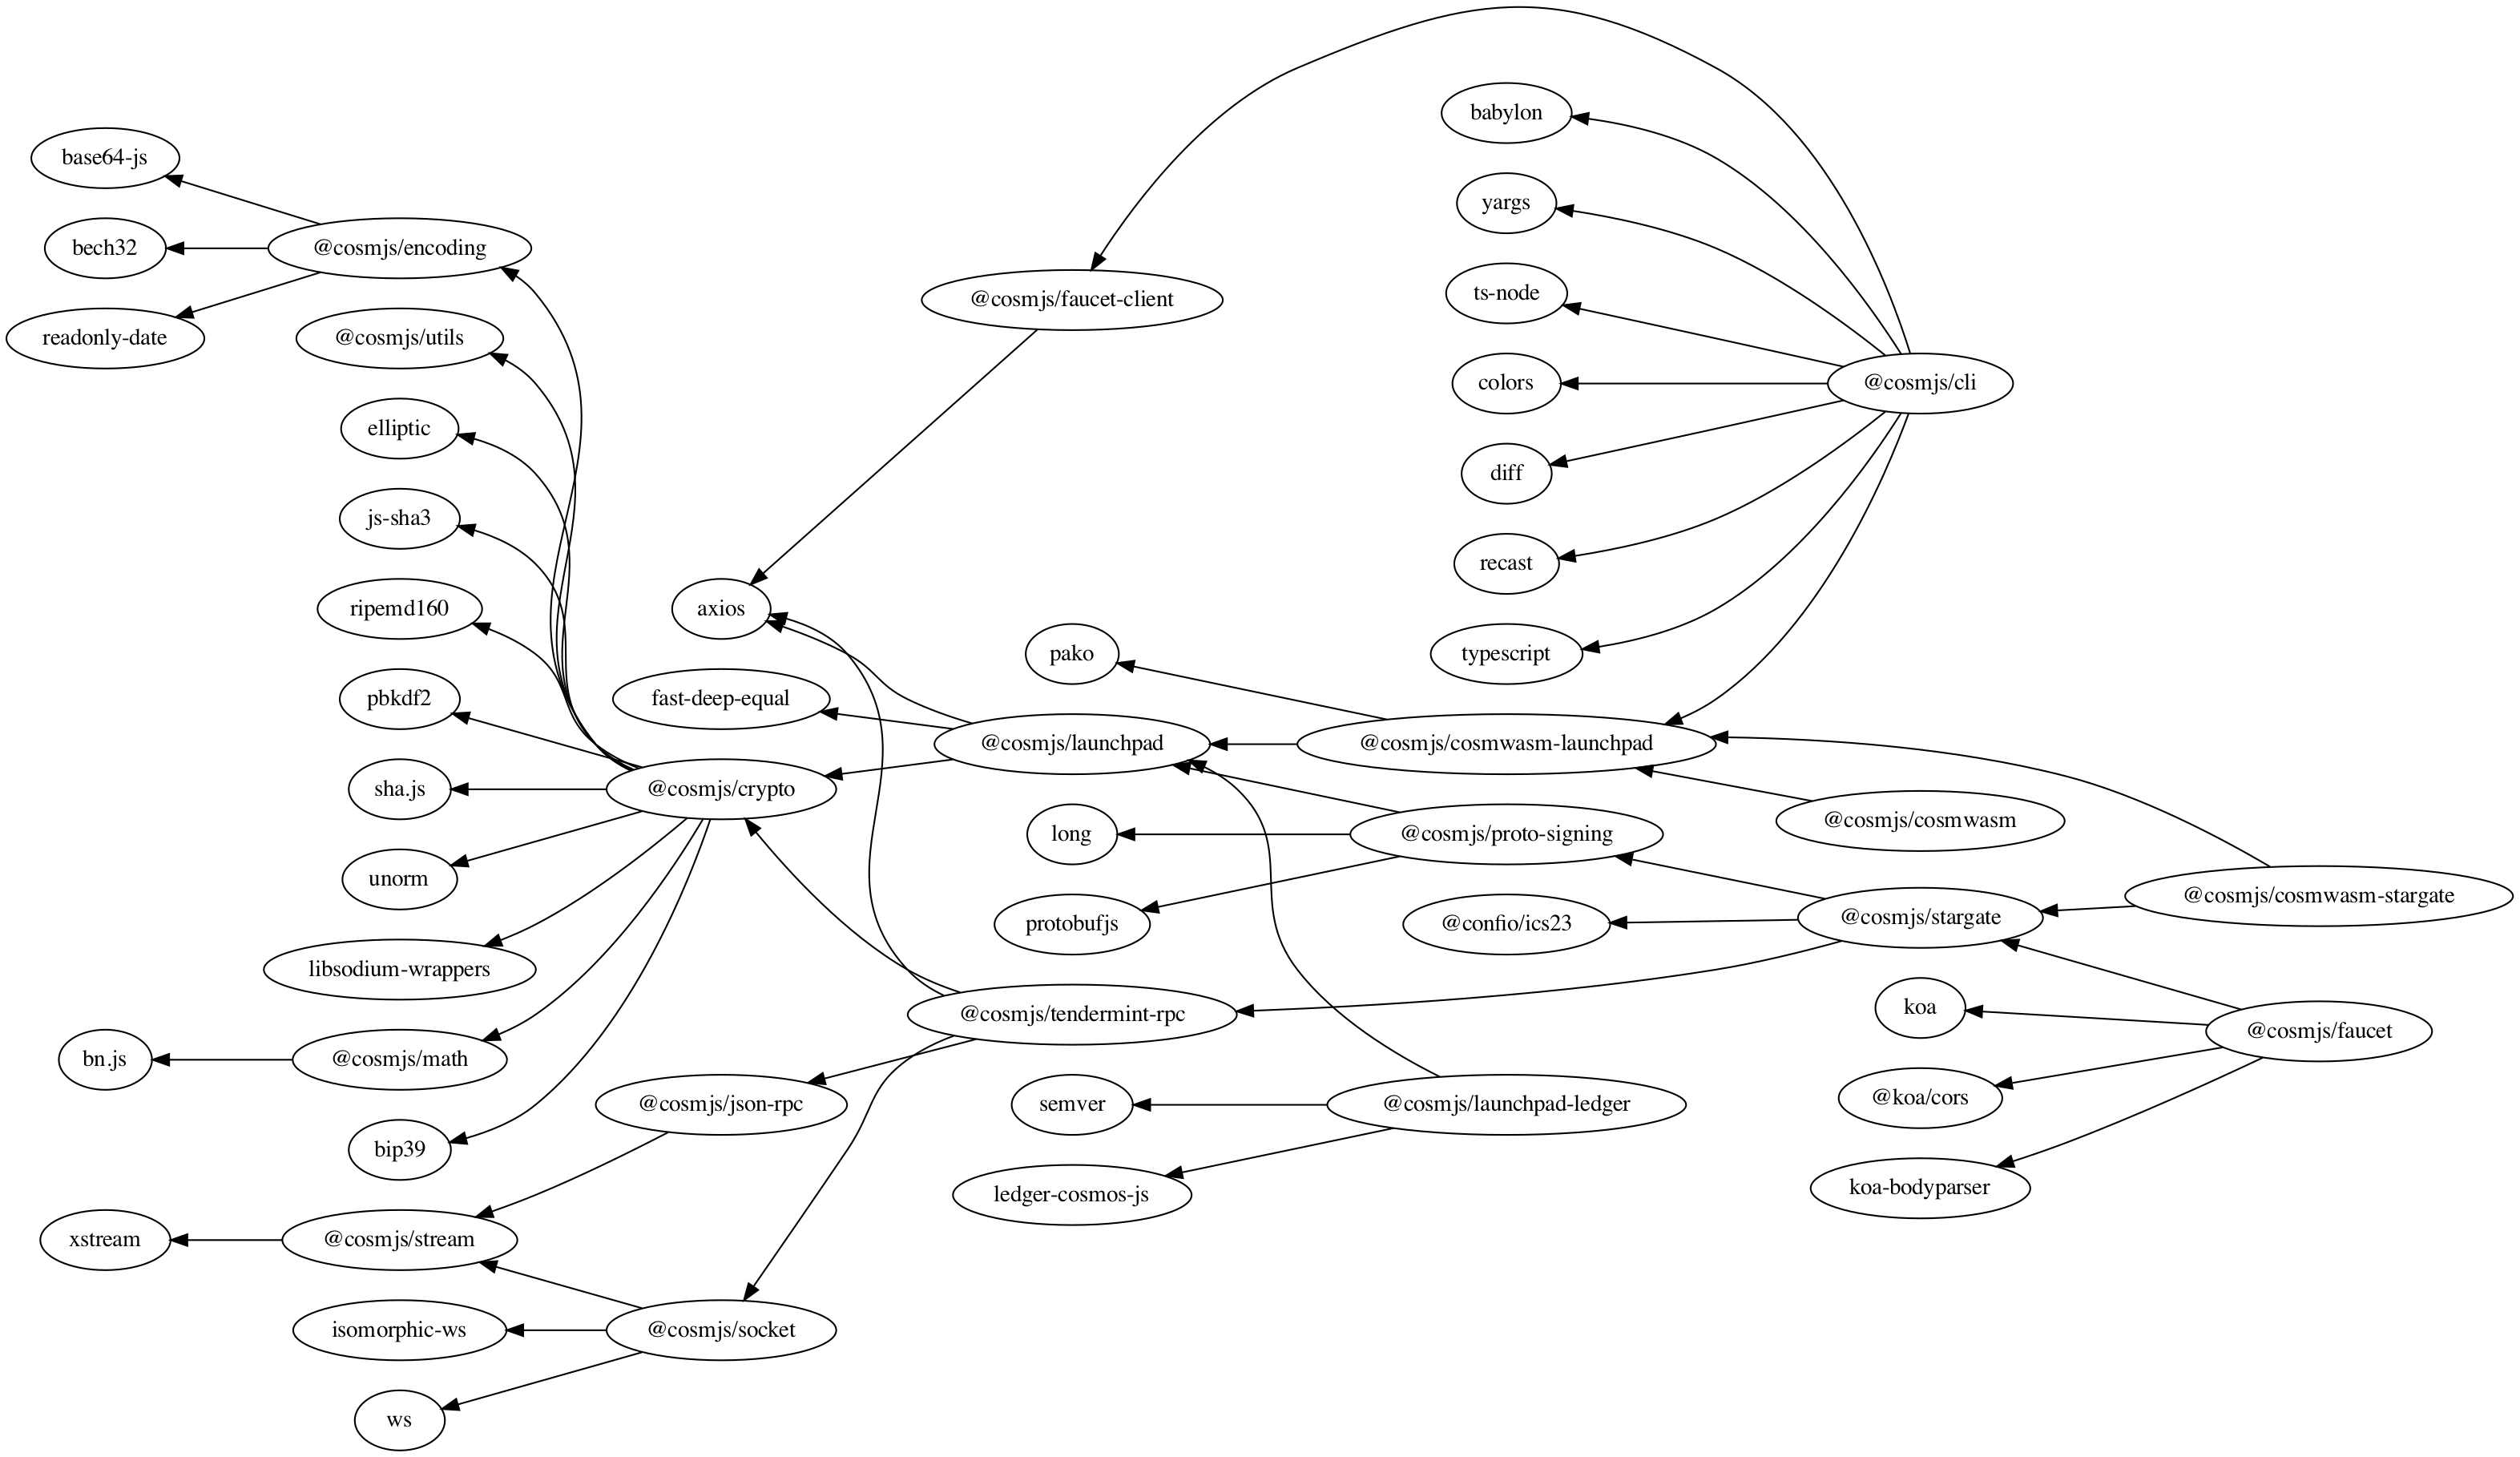 babylon
base64-js
yargs
bech32
@cosmjs/encoding
ts-node
@cosmjs/faucet-client
readonly-date
@cosmjs/utils
colors
@cosmjs/cli
elliptic
diff
js-sha3
recast
ripemd160
axios
pako
typescript
pbkdf2
fast-deep-equal
@cosmjs/launchpad
@cosmjs/cosmwasm-launchpad
sha.js
@cosmjs/crypto
@cosmjs/cosmwasm
long
@cosmjs/proto-signing
unorm
@cosmjs/cosmwasm-stargate
protobufjs
@confio/ics23
@cosmjs/stargate
libsodium-wrappers
koa
@cosmjs/tendermint-rpc
@cosmjs/faucet
bn.js
@cosmjs/math
@koa/cors
@cosmjs/json-rpc
semver
@cosmjs/launchpad-ledger
bip39
koa-bodyparser
ledger-cosmos-js
xstream
@cosmjs/stream
isomorphic-ws
@cosmjs/socket
ws